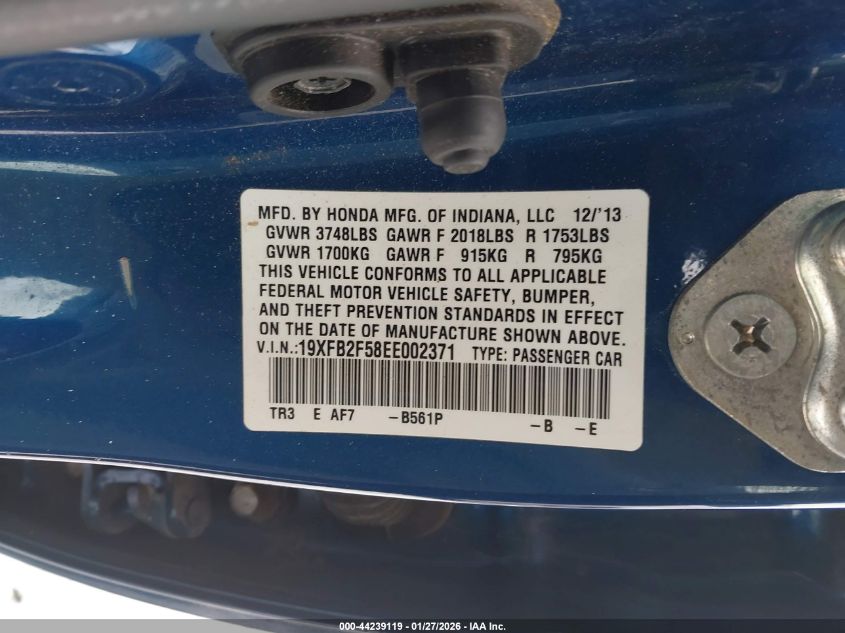 MFD. BY HONDA MFG. OF INDIANA, LLC 12/'13
GVWR 3748LBS GAWR F 2018LBS R 1753LBS
GVWR 1700KG GAWR F 915KG R 795KG
THIS VEHICLE CONFORMS TO ALL APPLICABLE
FEDERAL MOTOR VEHICLE SAFETY, BUMPER,
AND THEFT PREVENTION STANDARDS IN EFFECT
ON THE DATE OF MANUFACTURE SHOWN ABOVE.
V.I.N.:19XFB2F58EE002371 TYPE: PASSENGER CAR
TR3 E AF7 -B561P -B -E
000-44239119 - 01/27/2026 - IAA Inc.